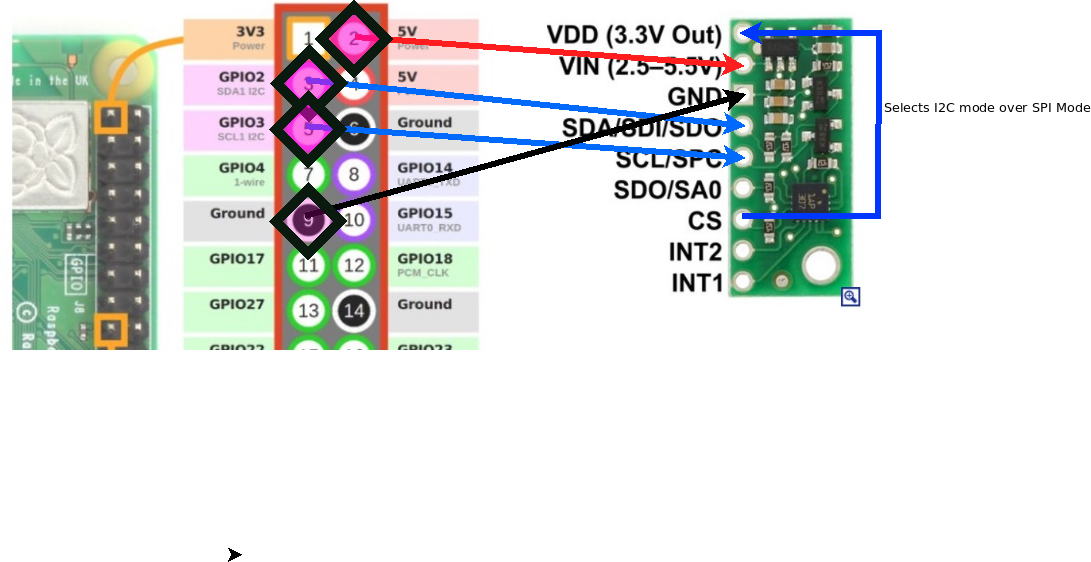 3V3
Power
1
2
5V
Power
GPIO2
SDA1 I2C
3
5V
GPIO3
SCL1 I2C
5
6
Ground
GPIO4
1-wire
7
8
GPIO14
UART0_TXD
Ground
9
10
GPIO15
UART0_RXD
GPIO17
11
12
GPIO18
PCM_CLK
GPIO27
13
14
Ground
GPIO22
GPIO23
e in the UK
GPIO
J8
© Ra
Raspb
VDD (3.3V Out)
VIN (2.5–5.5V)
GND
SDA/SDI/SDO
SCL/SPC
SDO/SA0
CS
INT2
INT1
Selects I2C mode over SPI Mode